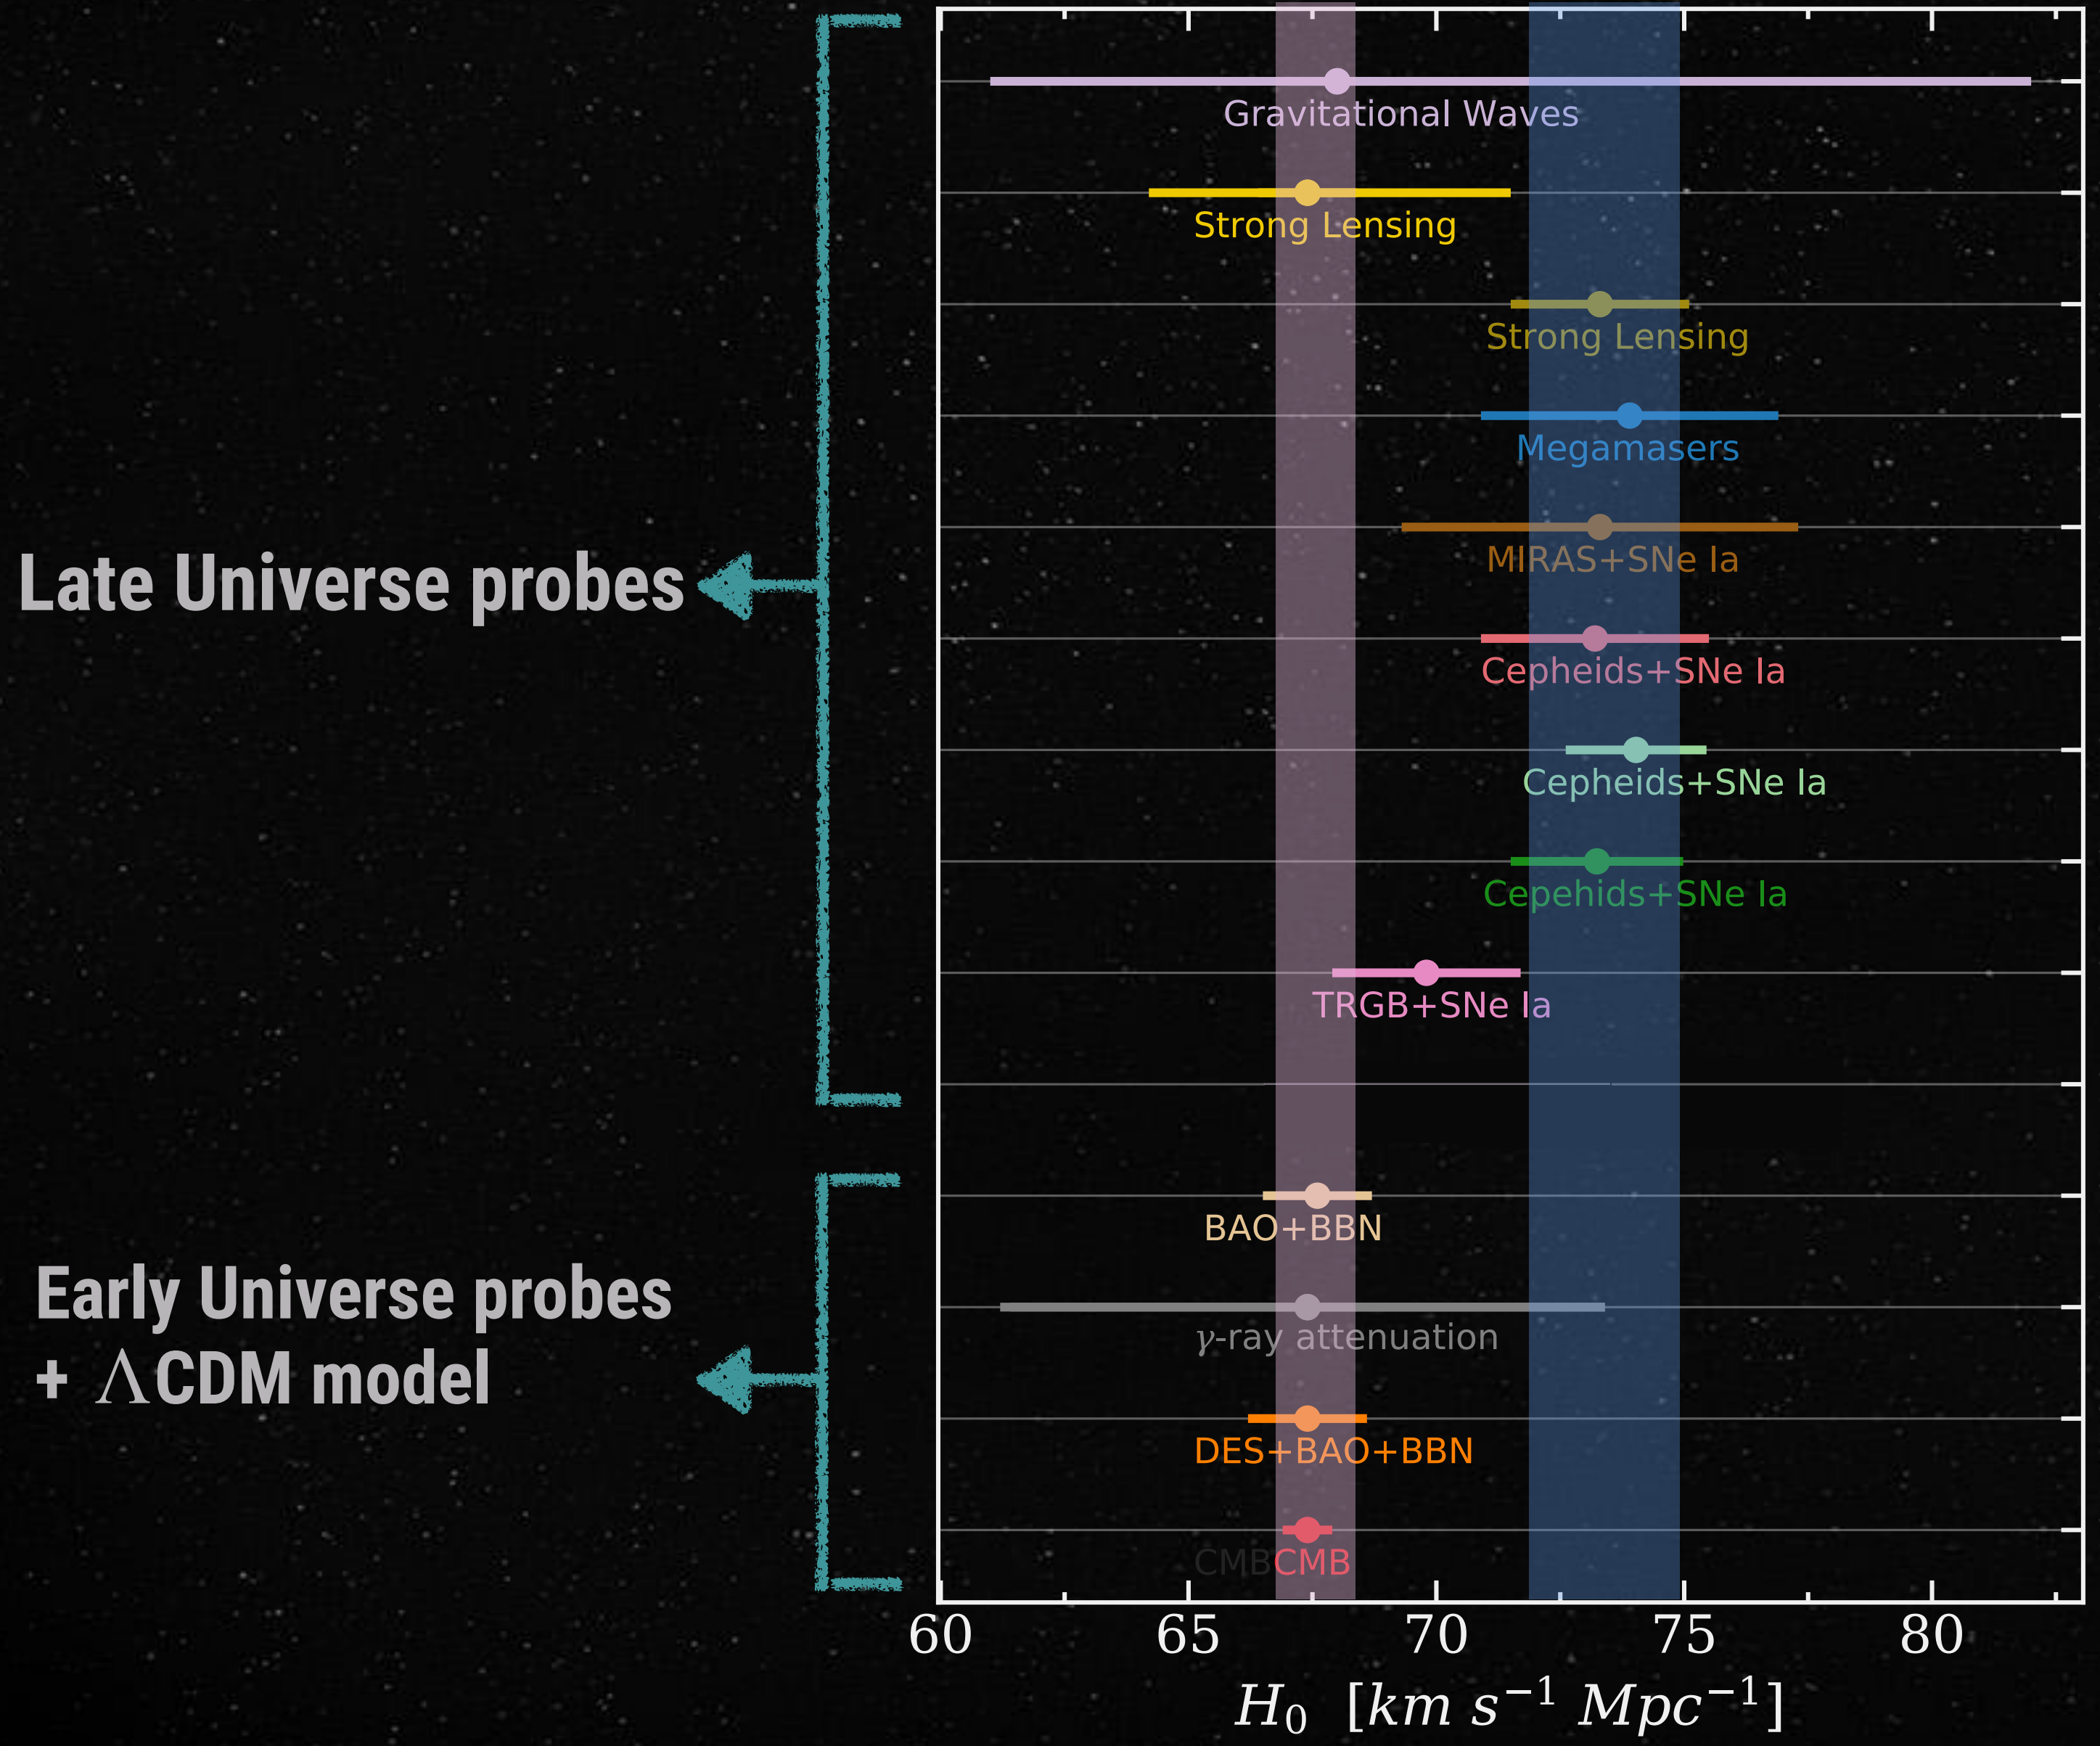 Gravitational Waves
Strong Lensing
Strong Lensing
Megamasers
MIRAS+SNe Ia
Late Universe probes
Cepheids+SNe Ia
Cepheids+SNe Ia
Cepehids+SNe Ia
TRGB+SNe Ia
BAO+BBN
Early Universe probes
+ ΛCDM model
γ-ray attenuation
DES+BAO+BBN
CMB CMB
60 65 70 75 80
H₀ [km s⁻¹ Mpc⁻¹]